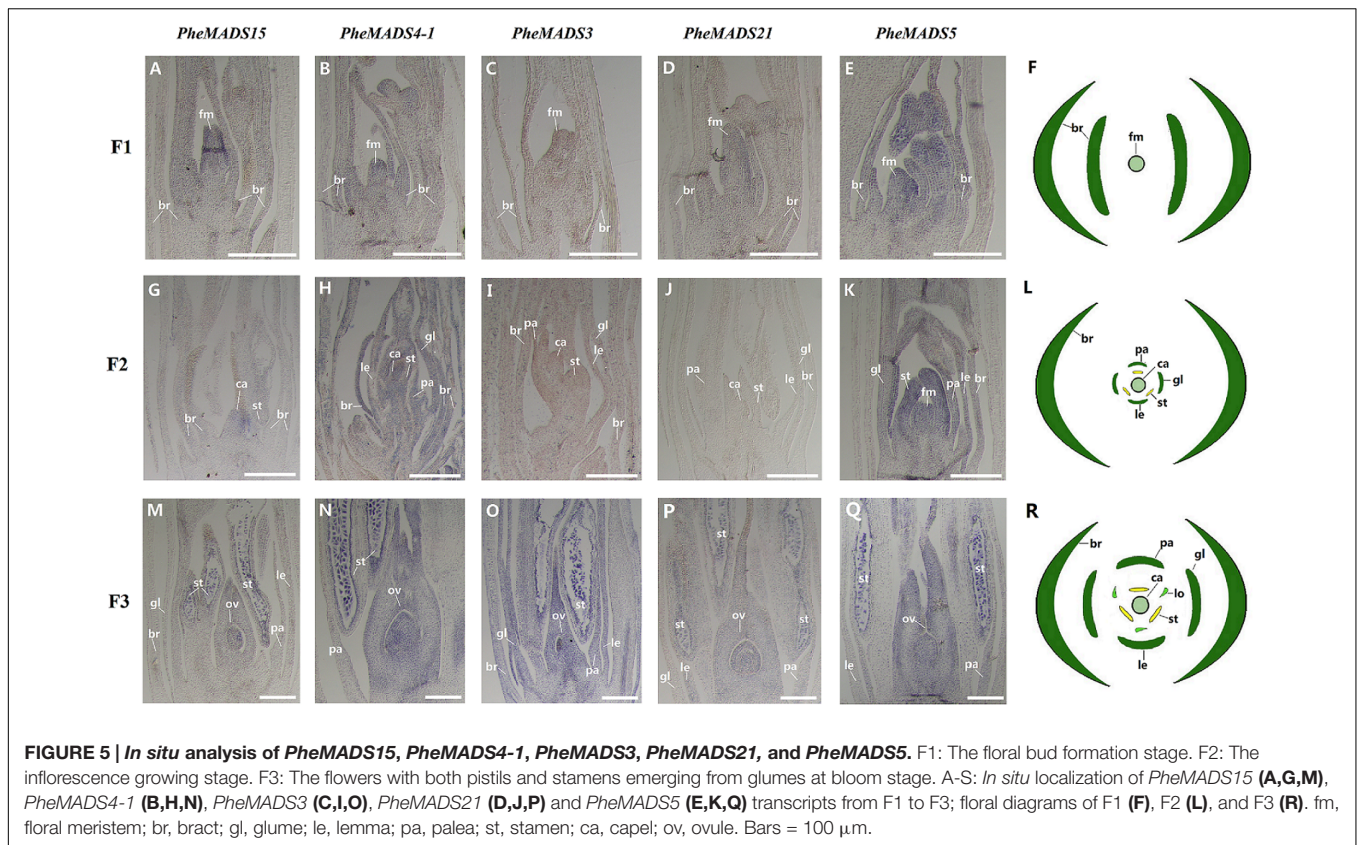 PheMADS15 PheMADS4-1 PheMADS3 PheMADS21 PheMADS5
F1
A
fm
br
br
B
fm
br
br
C
fm
br
br
D
fm
br
br
E
fm
br
br
F
br
fm
F2
G
ca
st
br
br
H
gl
ca
st
le
pa
br
br
I
pa
br
gl
ca
le
st
br
J
gl
pa
ca
st
le
br
K
gl
st
fm
pa
le
br
L
br
pa
ca
gl
st
le
F3
M
st
st
le
ov
gl
br
pa
N
st
ov
pa
O
st
ov
gl
le
br
pa
P
st
st
ov
le
gl
pa
Q
st
st
ov
le
pa
R
br
pa
gl
ca
lo
st
le
FIGURE 5 | In situ analysis of PheMADS15, PheMADS4-1, PheMADS3, PheMADS21, and PheMADS5. F1: The floral bud formation stage. F2: The
inflorescence growing stage. F3: The flowers with both pistils and stamens emerging from glumes at bloom stage. A-S: In situ localization of PheMADS15 (A,G,M),
PheMADS4-1 (B,H,N), PheMADS3 (C,I,O), PheMADS21 (D,J,P) and PheMADS5 (E,K,Q) transcripts from F1 to F3; floral diagrams of F1 (F), F2 (L), and F3 (R). fm,
floral meristem; br, bract; gl, glume; le, lemma; pa, palea; st, stamen; ca, capel; ov, ovule. Bars = 100 μm.